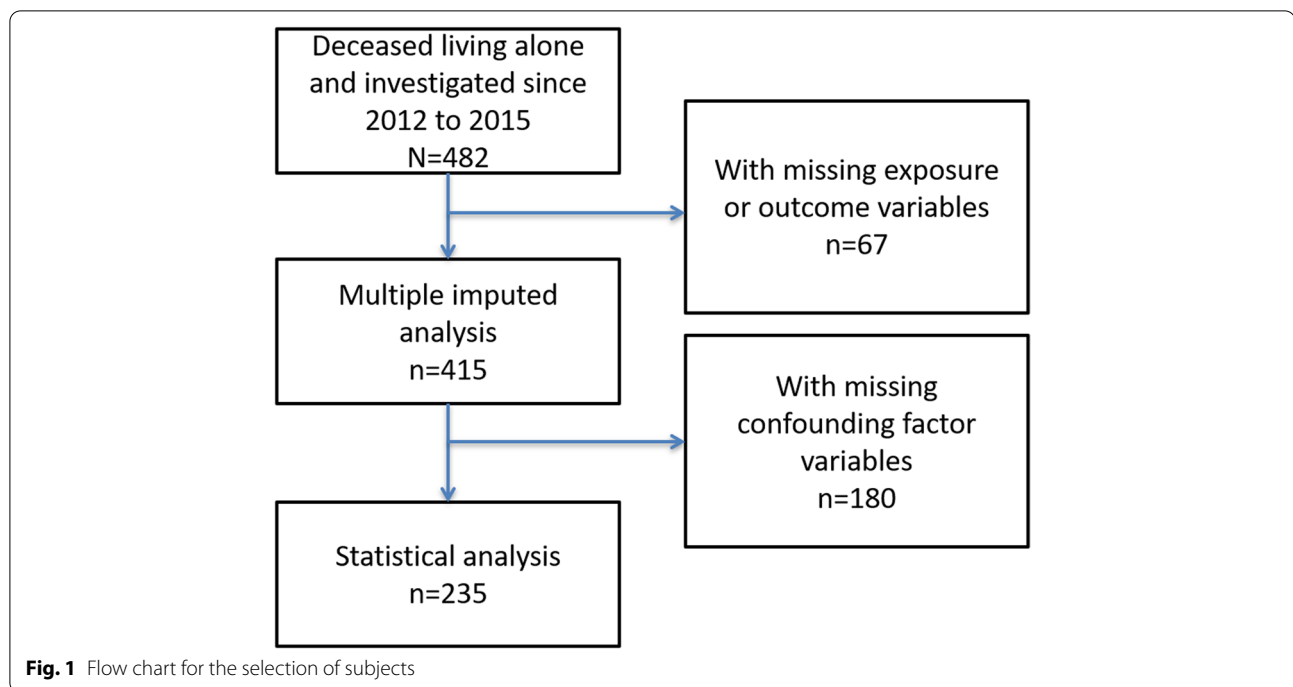 Deceased living alone
and investigated since
2012 to 2015
N=482
With missing exposure
or outcome variables
n=67
Multiple imputed
analysis
n=415
With missing
confounding factor
variables
n=180
Statistical analysis
n=235
Fig. 1 Flow chart for the selection of subjects